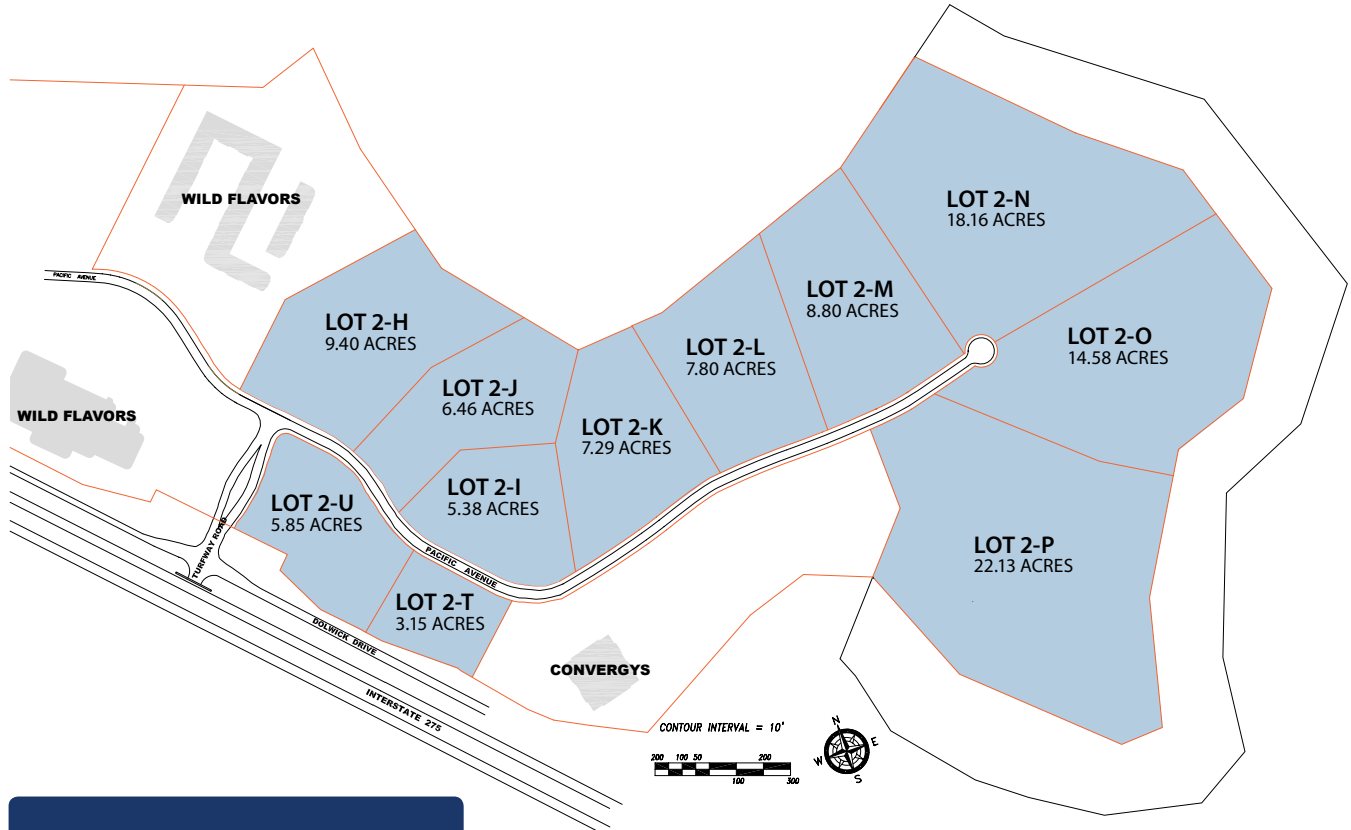 WILD FLAVORS
LOT 2-N
18.16 ACRES
PACIFIC AVENUE
LOT 2-M
8.80 ACRES
LOT 2-H
9.40 ACRES
LOT 2-L
7.80 ACRES
LOT 2-O
14.58 ACRES
LOT 2-J
6.46 ACRES
WILD FLAVORS
LOT 2-K
7.29 ACRES
LOT 2-I
5.38 ACRES
LOT 2-U
5.85 ACRES
TURFWAY ROAD
PACIFIC AVENUE
LOT 2-P
22.13 ACRES
LOT 2-T
3.15 ACRES
DOLWICK DRIVE
CONVERGYS
INTERSTATE 275
CONTOUR INTERVAL = 10'
200 100 50 200
100 300
N
E
W
S